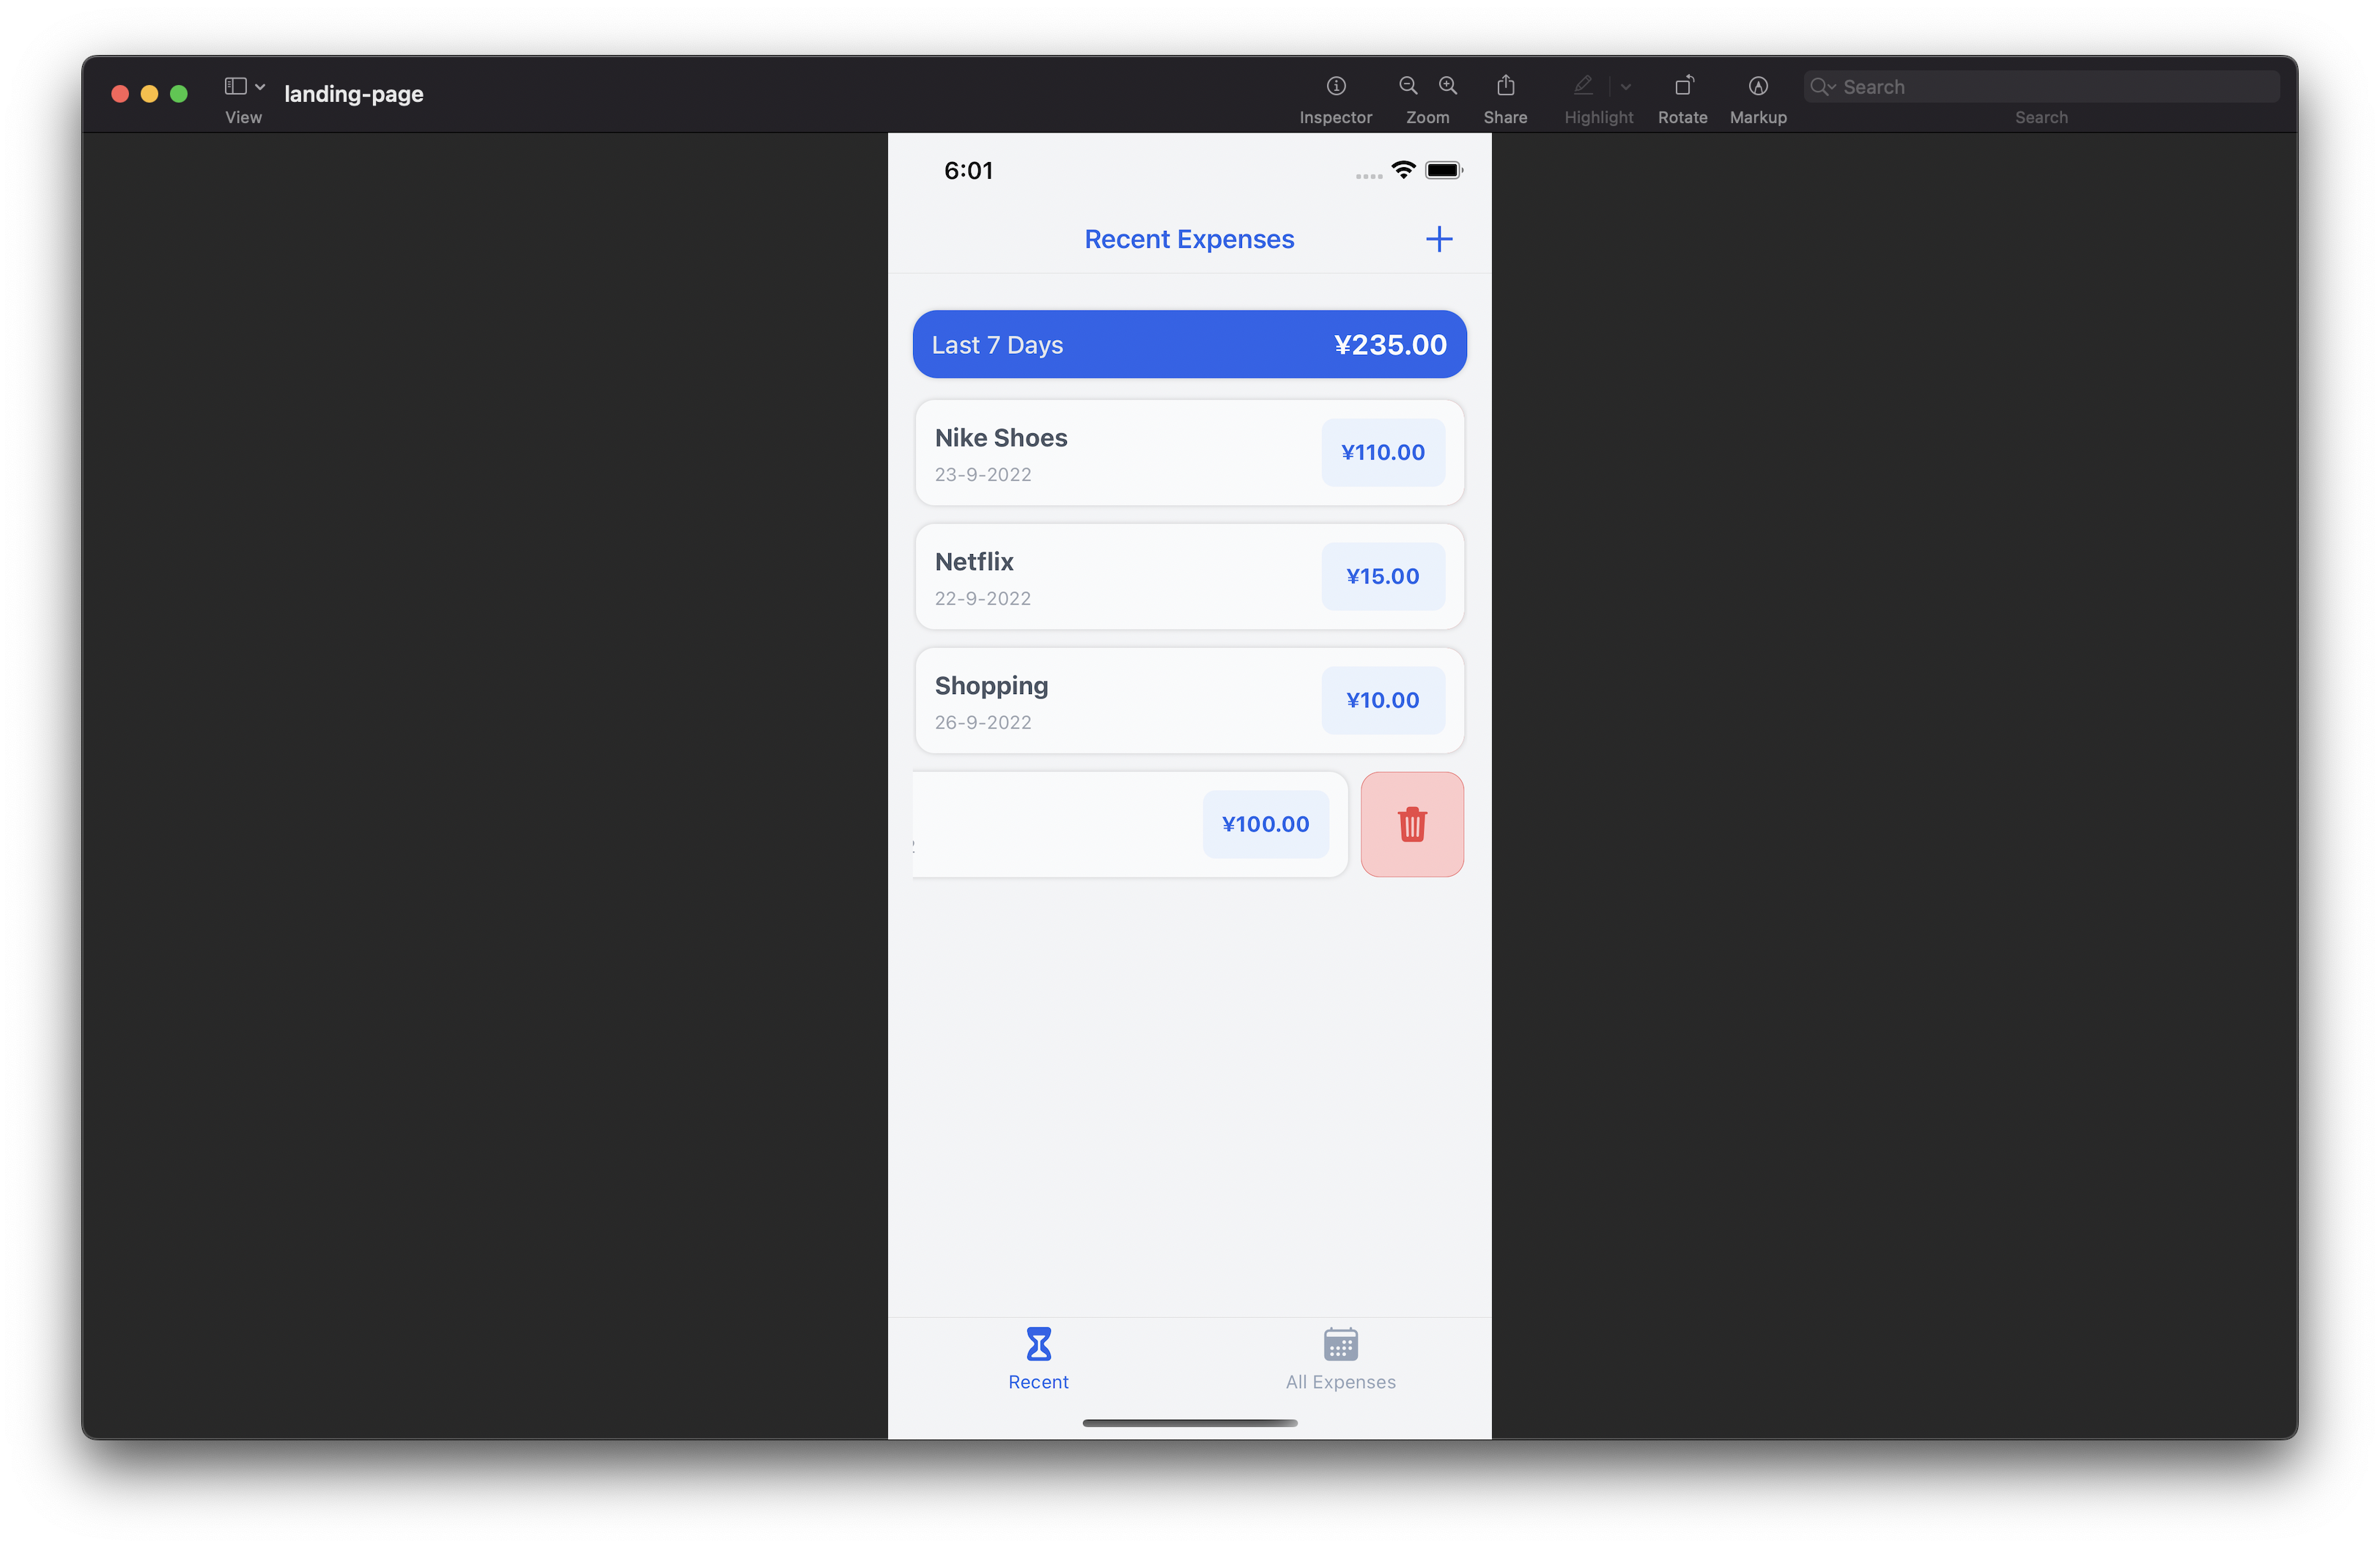 landing-page
View
Inspector
Zoom
Share
Highlight
Rotate
Markup
Search
Search
6:01
Recent Expenses
Last 7 Days ¥235.00
Nike Shoes
¥110.00
23-9-2022
Netflix
¥15.00
22-9-2022
Shopping
¥10.00
26-9-2022
¥100.00
Recent
All Expenses